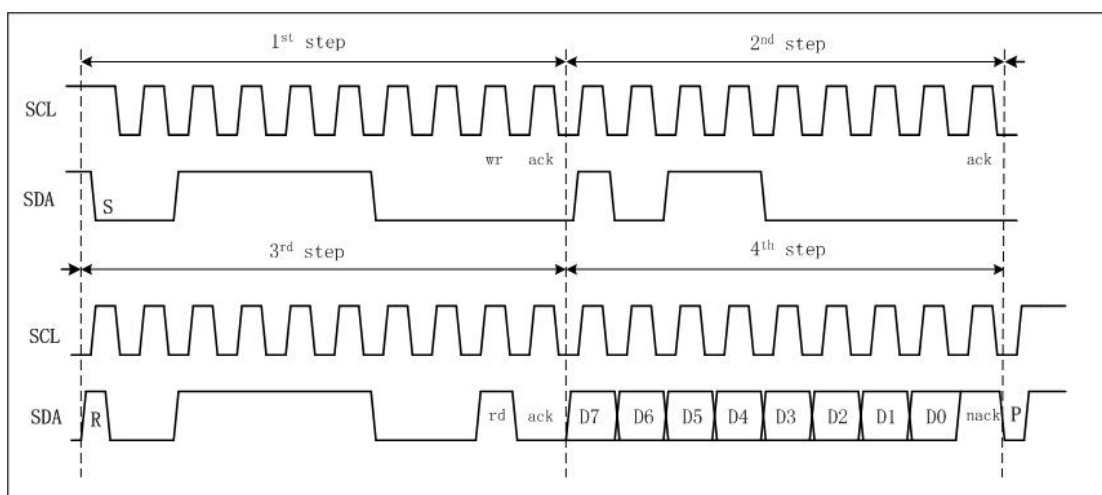 1st step 2nd step
SCL
wr ack ack
SDA S
3rd step 4th step
SCL
SDA R rd ack D7 D6 D5 D4 D3 D2 D1 D0 nack P